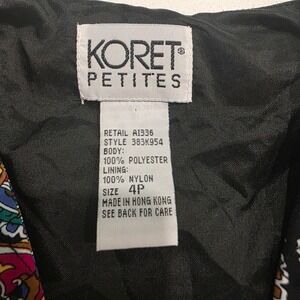 KORET®
PETITES
RETAIL A1336
STYLE 383K954
BODY:
100% POLYESTER
LINING:
100% NYLON
SIZE 4P
MADE IN HONG KONG
SEE BACK FOR CARE